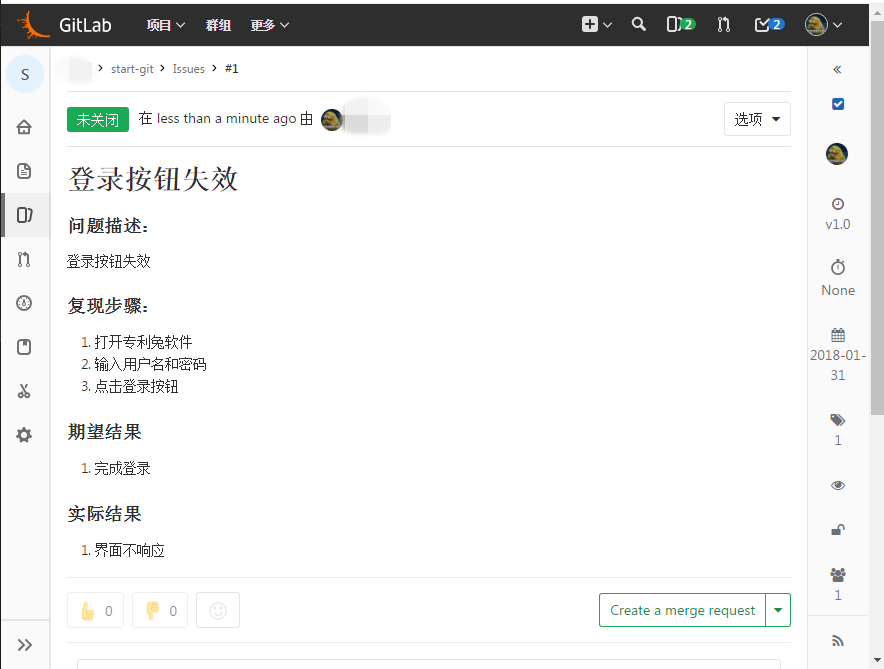 GitLab 项目 群组 更多 2 2
S start-git Issues #1
未关闭 在 less than a minute ago 由 选项
登录按钮失效
问题描述:
登录按钮失效
复现步骤:
1. 打开专利兔软件
2. 输入用户名和密码
3. 点击登录按钮
期望结果
1. 完成登录
实际结果
1. 界面不响应
0 0 Create a merge request
v1.0
None
2018-01-
31
1
1